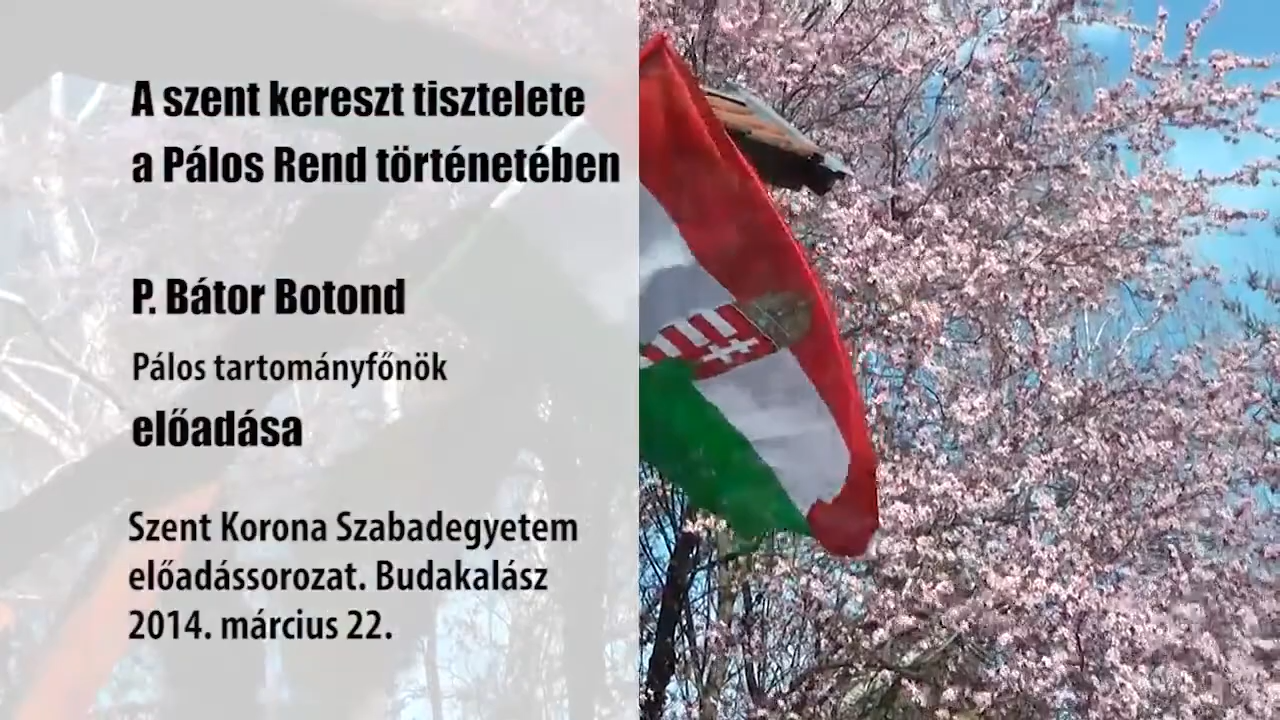 A szent kereszt tisztelete
a Pálos Rend történetében
P. Bátor Botond
Pálos tartományfőnök
előadása
Szent Korona Szabadegyetem
előadássorozat. Budakalász
2014. március 22.